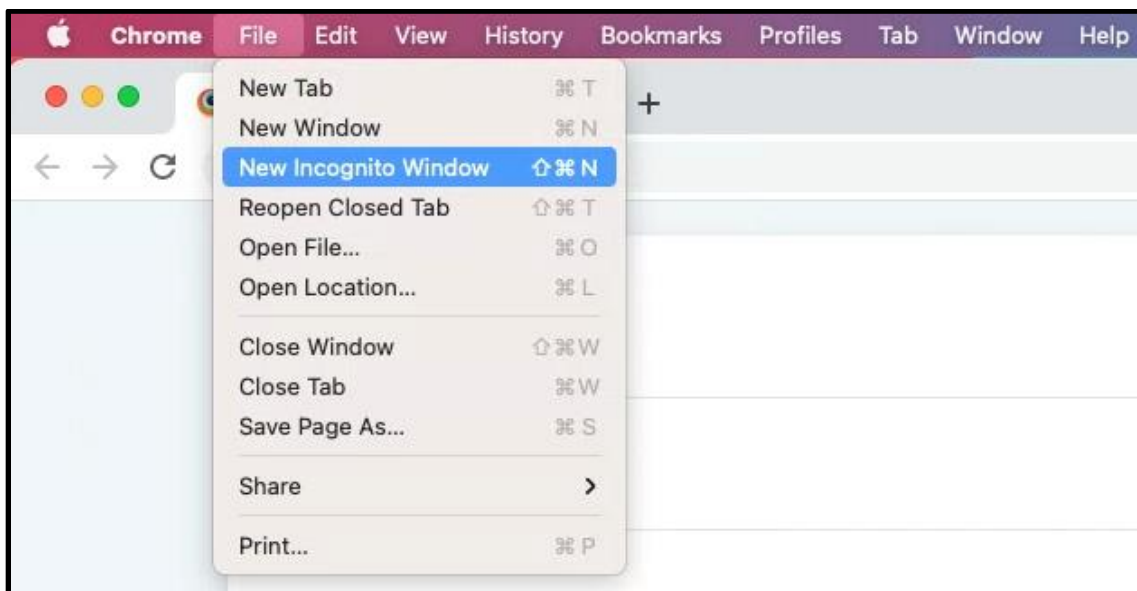 Chrome File Edit View History Bookmarks Profiles Tab Window Help
New Tab ⌘ T
New Window ⌘ N
New Incognito Window ⇧ ⌘ N
Reopen Closed Tab ⇧ ⌘ T
Open File... ⌘ O
Open Location... ⌘ L
Close Window ⇧ ⌘ W
Close Tab ⌘ W
Save Page As... ⌘ S
Share
Print... ⌘ P